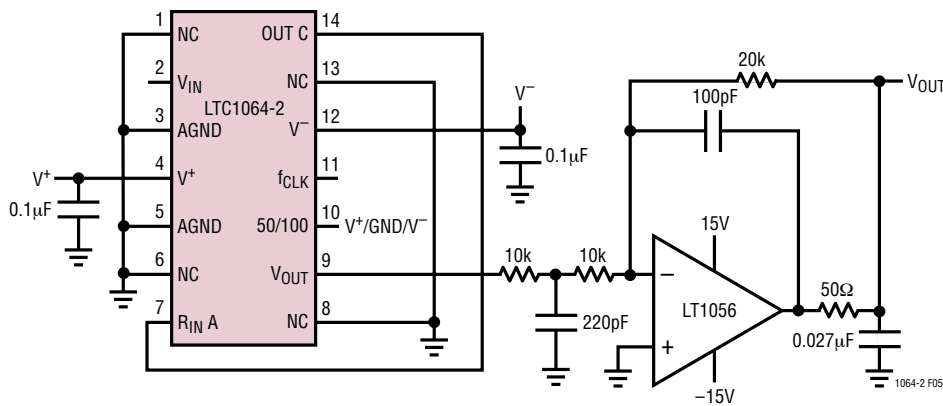 1
NC
OUT C
14
2
VIN
NC
13
LTC1064-2
3
AGND
V–
12
V–
0.1µF
4
V+
V+
0.1µF
fCLK
11
5
AGND
50/100
10
V+/GND/V–
6
NC
VOUT
9
7
RIN A
NC
8
10k
10k
220pF
20k
100pF
VOUT
15V
–
LT1056
+
–15V
50Ω
0.027µF
1064-2 F05